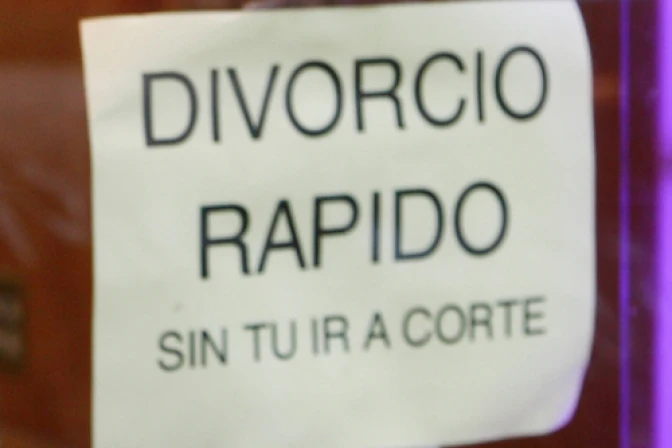 DIVORCIO
RAPIDO
SIN TU IR A CORTE